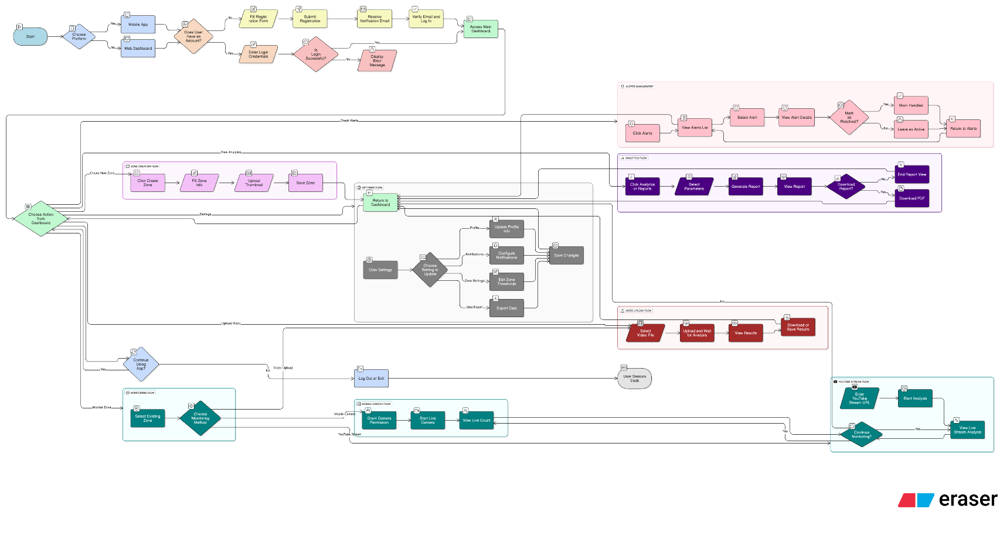 Start
Choose
Platform
Yes
No
Mobile App
Web Dashboard
Does User
Have an
Account?
No
Yes
Fill Regist
ration Form
Submit
Registration
Receive
Verification Email
Verify Email and
Log In
Access Main
Dashboard
Enter Login
Credentials
Is
Login
Successful?
Yes
No
Display
Error
Message
ALERTS MANAGEMENT
Click Alerts
View Alerts List
Select Alert
View Alert Details
Mark
as
Resolved?
Yes
No
Mark Handled
Leave as Active
Return to Alerts
Check Alerts
View Analytics
ANALYTICS FLOW
Click Analytics
or Reports
Select
Parameters
Generate Report
View Report
Download
Report?
No
Yes
End Report View
Download PDF
Create New Zone
ZONE CREATION FLOW
Click Create
Zone
Fill Zone
Info
Upload
Thumbnail
Save Zone
Choose Action
from
Dashboard
Settings
SETTINGS FLOW
Return to
Dashboard
Click Settings
Choose
Setting to
Update
Profile
Notifications
Zone Settings
Data Export
Update Profile
Info
Configure
Notifications
Edit Zone
Thresholds
Export Data
Save Changes
No
Upload Video
VIDEO UPLOAD FLOW
Select
Video File
Upload and Wait
for Analysis
View Results
Download or
Save Results
Continue
Using
App?
Yes
No
Video Upload
Log Out or Exit
User Session
Ends
Monitor Zone
MONITORING FLOW
Select Existing
Zone
Choose
Monitoring
Method
Mobile Camera
YouTube Stream
MOBILE CAMERA FLOW
Grant Camera
Permission
Start Live
Camera
View Live Count
Yes
YOUTUBE STREAM FLOW
Enter
YouTube
Stream URL
Start Analysis
Continue
Monitoring?
Yes
View Live
Stream Analysis
eraser